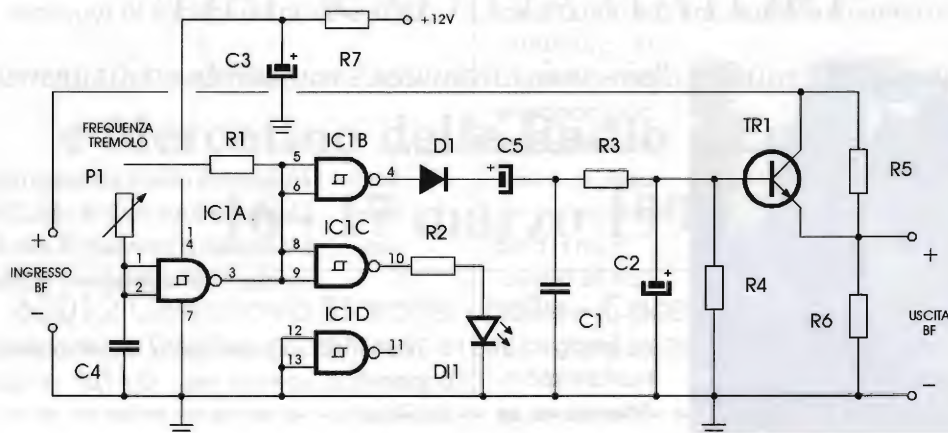 +12V
C3
+
R7
FREQUENZA
TREMOLO
R1
IC1B
D1
C5
R3
TR1
P1
5
6
4
+
R5
IC1A
1
4
IC1C
R2
+
+
INGRESSO
BF
1
2
3
8
9
10
C2
+
C1
R4
R6
USCITA
BF
−
7
IC1D
12
13
11
C4
DI1
−